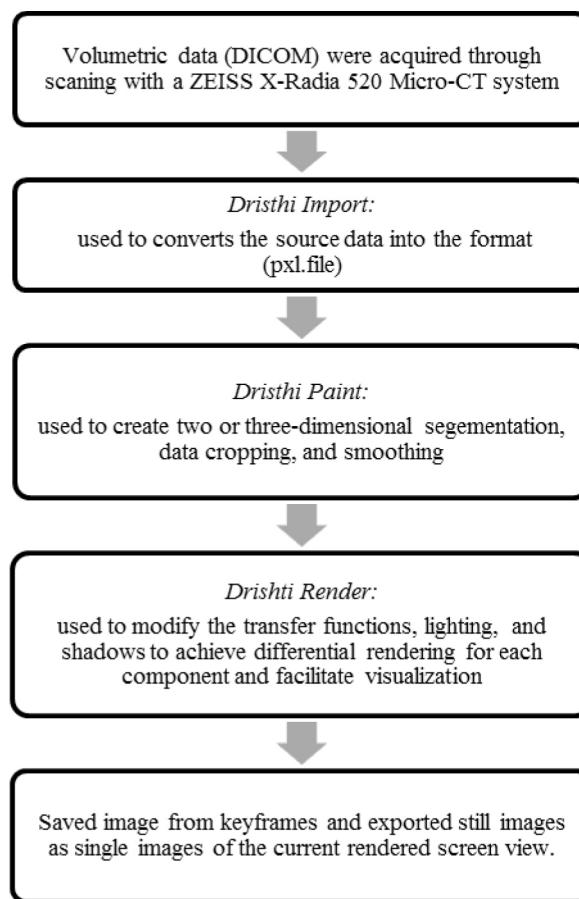 Volumetric data (DICOM) were acquired through
scaning with a ZEISS X-Radia 520 Micro-CT system
Dristhi Import:
used to converts the source data into the format
(pxl.file)
Dristhi Paint:
used to create two or three-dimensional segementation,
data cropping, and smoothing
Drishti Render:
used to modify the transfer functions, lighting, and
shadows to achieve differential rendering for each
component and facilitate visualization
Saved image from keyframes and exported still images
as single images of the current rendered screen view.